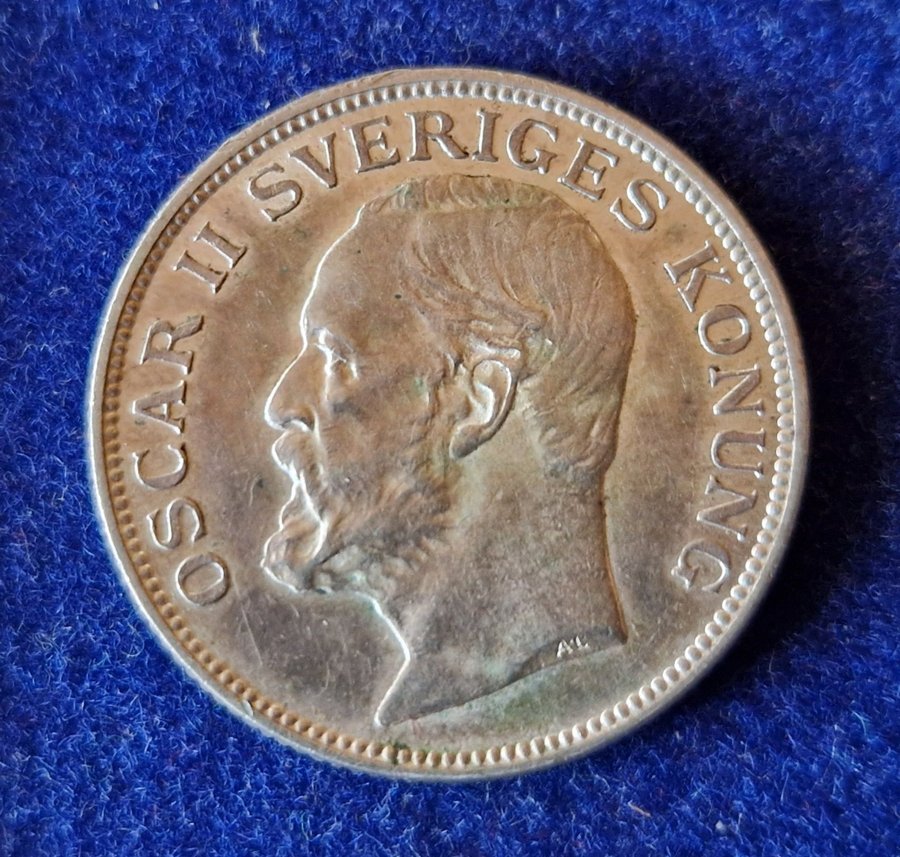 OSCAR II SVERIGES KONUNG
AL